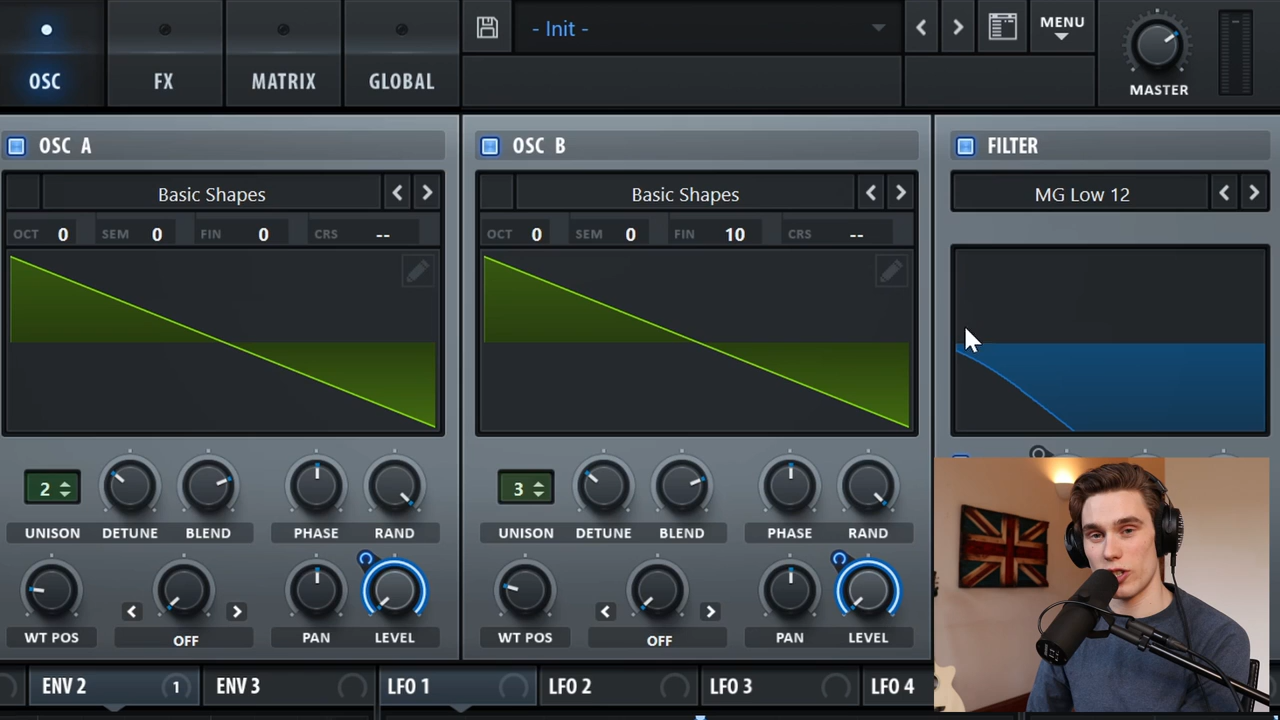 - Init -
MENU
OSC
FX
MATRIX
GLOBAL
MASTER
OSC A
OSC B
FILTER
Basic Shapes
Basic Shapes
MG Low 12
OCT 0 SEM 0 FIN 0 CRS --
OCT 0 SEM 0 FIN 10 CRS --
2
UNISON DETUNE BLEND PHASE RAND
3
UNISON DETUNE BLEND PHASE RAND
WT POS OFF PAN LEVEL
WT POS OFF PAN LEVEL
ENV 2 1 ENV 3 LFO 1 LFO 2 LFO 3 LFO 4